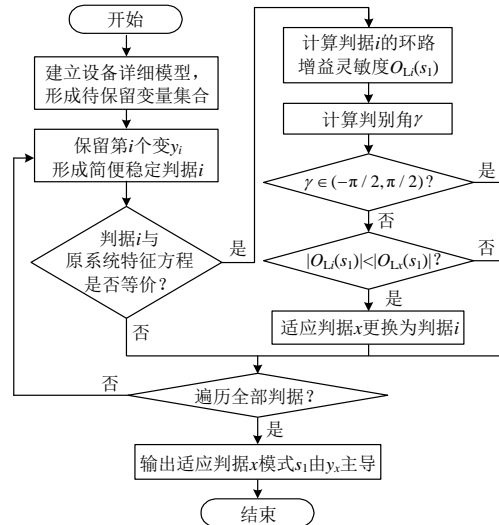 开始
建立设备详细模型,
形成待保留变量集合
保留第i个变yᵢ
形成简便稳定判据i
判据i与
原系统特征方程
是否等价?
是
否
计算判据i的环路
增益灵敏度O_Li(s₁)
计算判别角γ
γ∈(−π/2,π/2)?
是
否
|O_Li(s₁)|<|O_Lx(s₁)|?
否
是
适应判据x更换为判据i
否
遍历全部判据?
是
输出适应判据x模式s₁由yₓ主导
结束